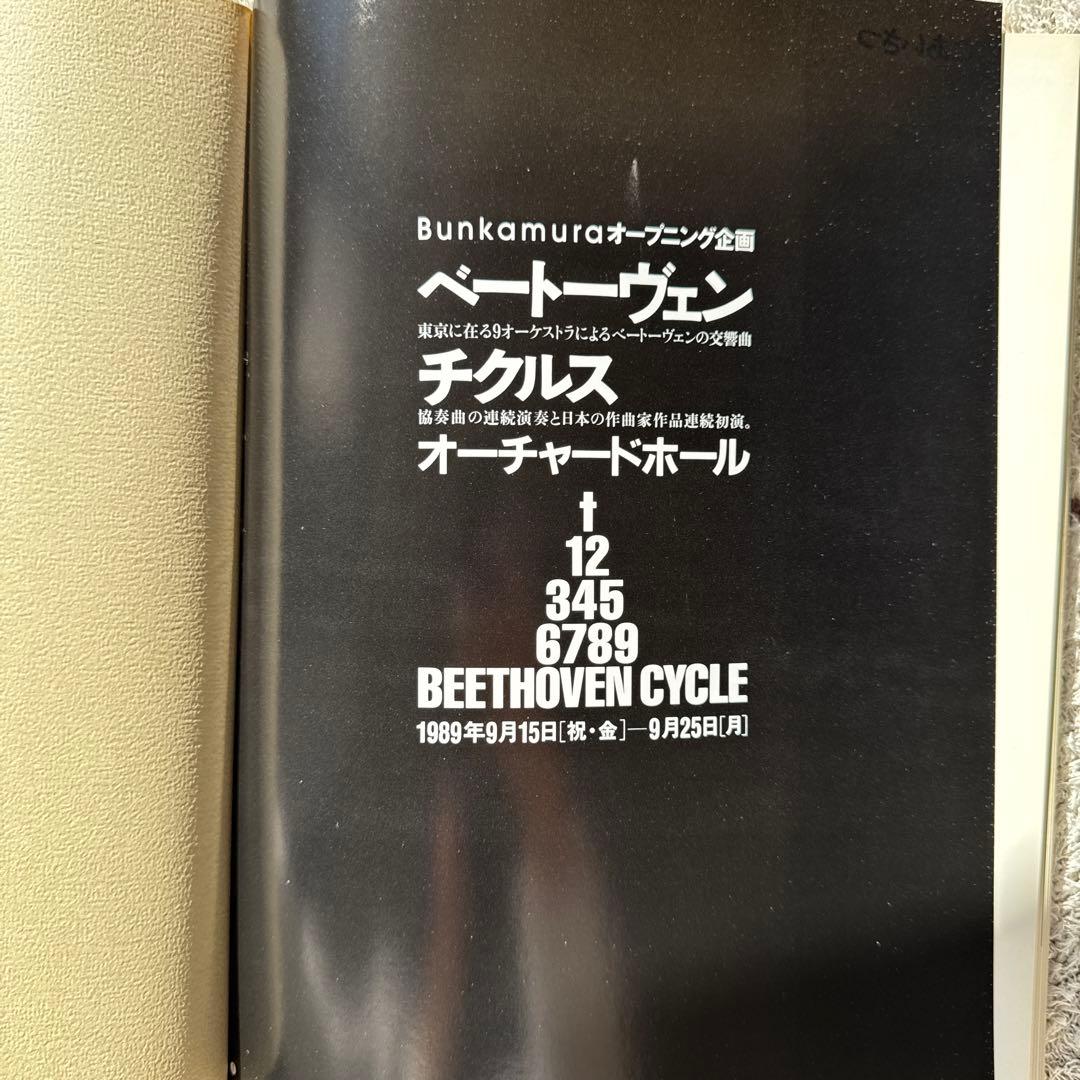 Bunkamuraオープニング企画
ベートーヴェン
東京に在る9オーケストラによるベートーヴェンの交響曲
チクルス
協奏曲の連続演奏と日本の作曲家作品連続初演。
オーチャードホール
†
12
345
6789
BEETHOVEN CYCLE
1989年9月15日[祝・金]―9月25日[月]